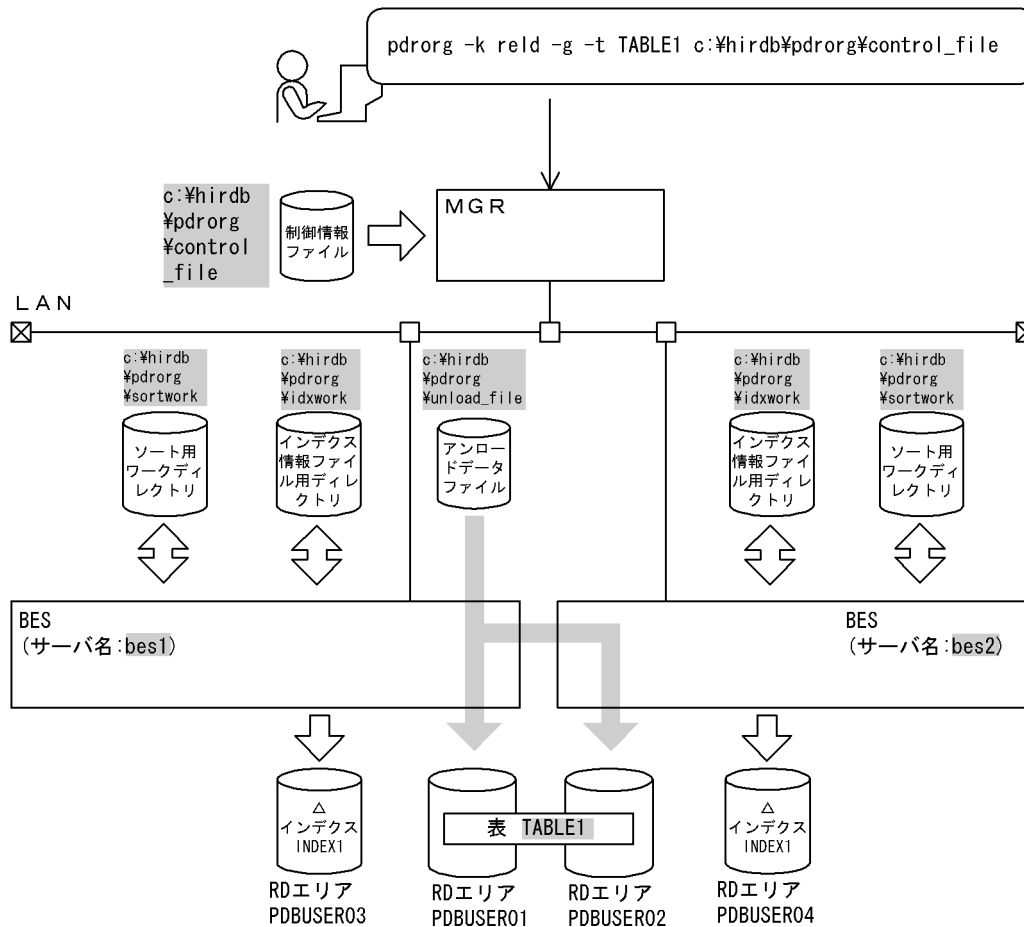 pdrorg -k reld -g -t TABLE1 c:¥hirdb¥pdrorg¥control_file
c:¥hirdb
¥pdrorg
¥control
_file
制御情報
ファイル
ＭＧＲ
ＬＡＮ
c:¥hirdb
¥pdrorg
¥sortwork
c:¥hirdb
¥pdrorg
¥idxwork
c:¥hirdb
¥pdrorg
¥unload_file
c:¥hirdb
¥pdrorg
¥idxwork
c:¥hirdb
¥pdrorg
¥sortwork
ソート用
ワークディ
レクトリ
インデクス
情報ファイ
ル用ディレ
クトリ
アンロー
ドデータ
ファイル
インデクス
情報ファイ
ル用ディレ
クトリ
ソート用
ワークディ
レクトリ
BES
(サーバ名:bes1)
BES
(サーバ名:bes2)
△
インデクス
INDEX1
表 TABLE1
△
インデクス
INDEX1
RDエリア
PDBUSER03
RDエリア
PDBUSER01
RDエリア
PDBUSER02
RDエリア
PDBUSER04